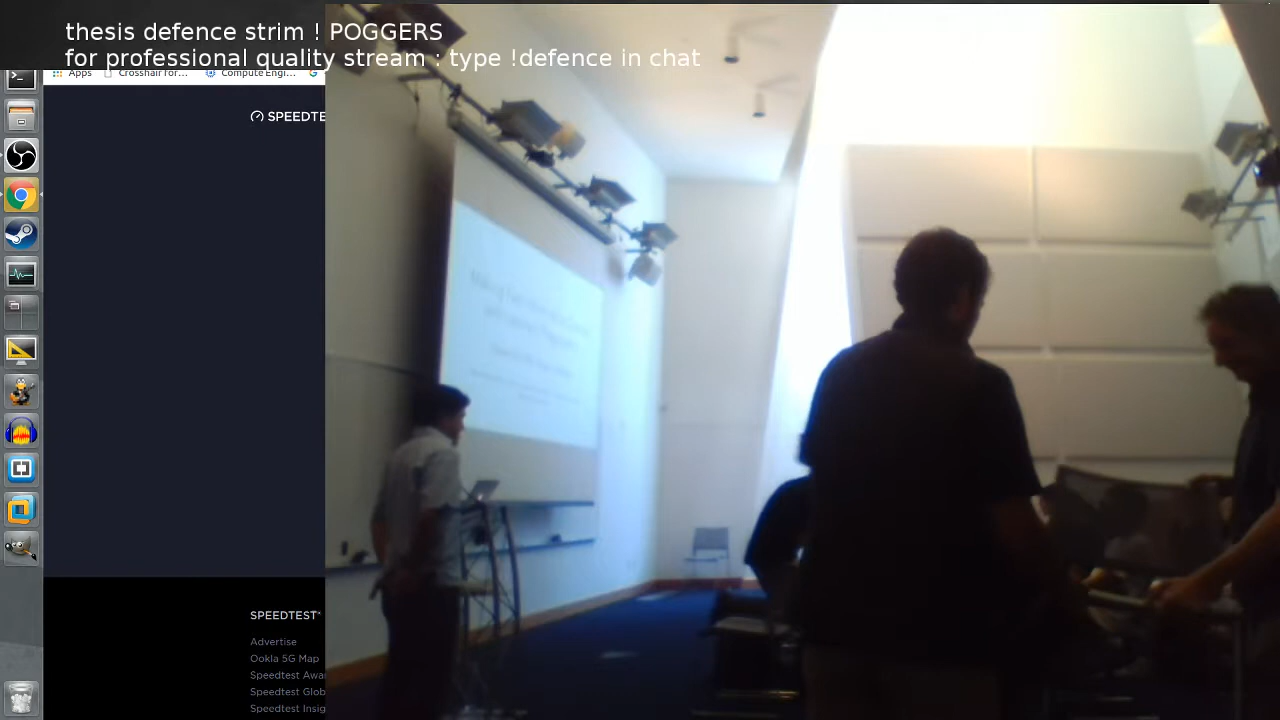 thesis defence strim ! POGGERS
for professional quality stream : type !defence in chat
Apps Crosshair for... Compute Engi...
SPEEDTE
SPEEDTEST
Advertise
Ookla 5G Map
Speedtest Awa
Speedtest Glob
Speedtest Insig